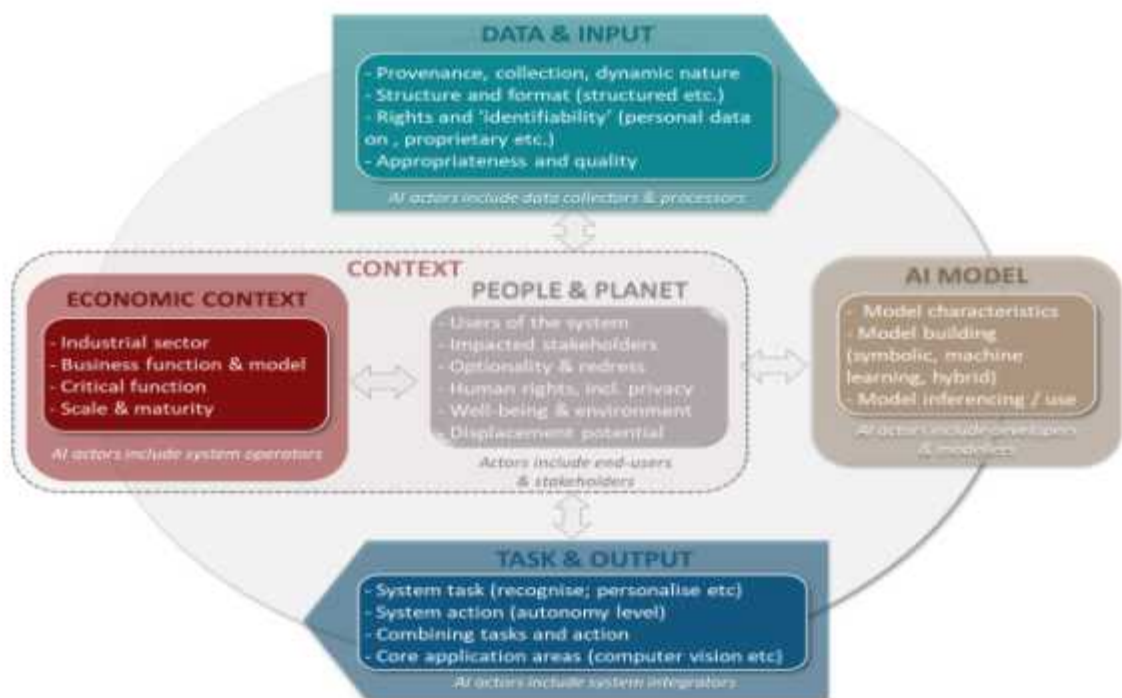 DATA & INPUT
- Provenance, collection, dynamic nature
- Structure and format (structured etc.)
- Rights and 'identifiability' (personal data
on , proprietary etc.)
- Appropriateness and quality
AI actors include data collectors & processors
CONTEXT
ECONOMIC CONTEXT
- Industrial sector
- Business function & model
- Critical function
- Scale & maturity
AI actors include system operators
PEOPLE & PLANET
- Users of the system
- Impacted stakeholders
- Optionality & redress
- Human rights, incl. privacy
- Well-being & environment
- Displacement potential
Actors include end-users
& stakeholders
AI MODEL
- Model characteristics
- Model building
(symbolic, machine
learning, hybrid)
- Model inferencing / use
AI actors include developers
&
TASK & OUTPUT
- System task (recognise; personalise etc)
- System action (autonomy level)
- Combining tasks and action
- Core application areas (computer vision etc)
AI actors include system integrators